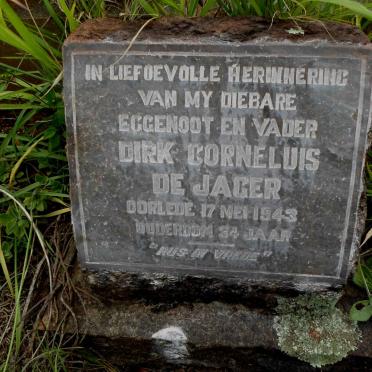 IN LIEFDEVOLLE HERINNERING
VAN MY DIEBARE
EGGENOOT EN VADER
DIRK CORNELUIS
DE JAGER
OORLEDE 17 MEI 1943
OUDERDOM 34 JAAR
"RUS IN VREDE"